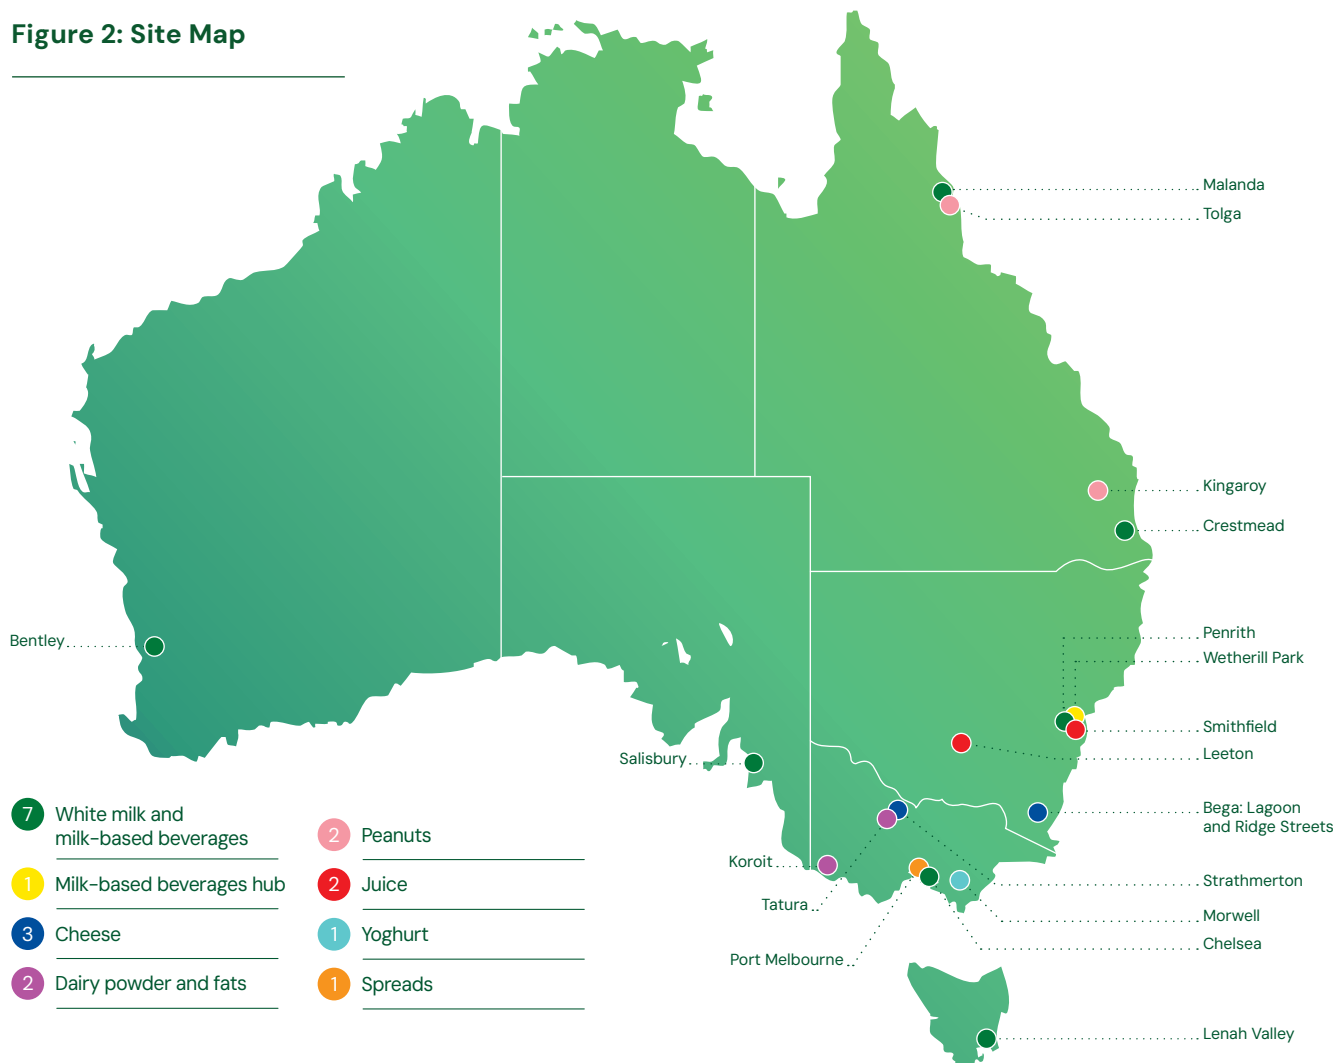 Figure 2: Site Map
Malanda
Tolga
Kingaroy
Crestmead
Bentley
Penrith
Wetherill Park
Smithfield
Leeton
Salisbury
Bega: Lagoon
and Ridge Streets
Koroit
Strathmerton
Tatura
Morwell
Chelsea
Port Melbourne
Lenah Valley
7 White milk and
milk-based beverages
1 Milk-based beverages hub
3 Cheese
2 Dairy powder and fats
2 Peanuts
2 Juice
1 Yoghurt
1 Spreads